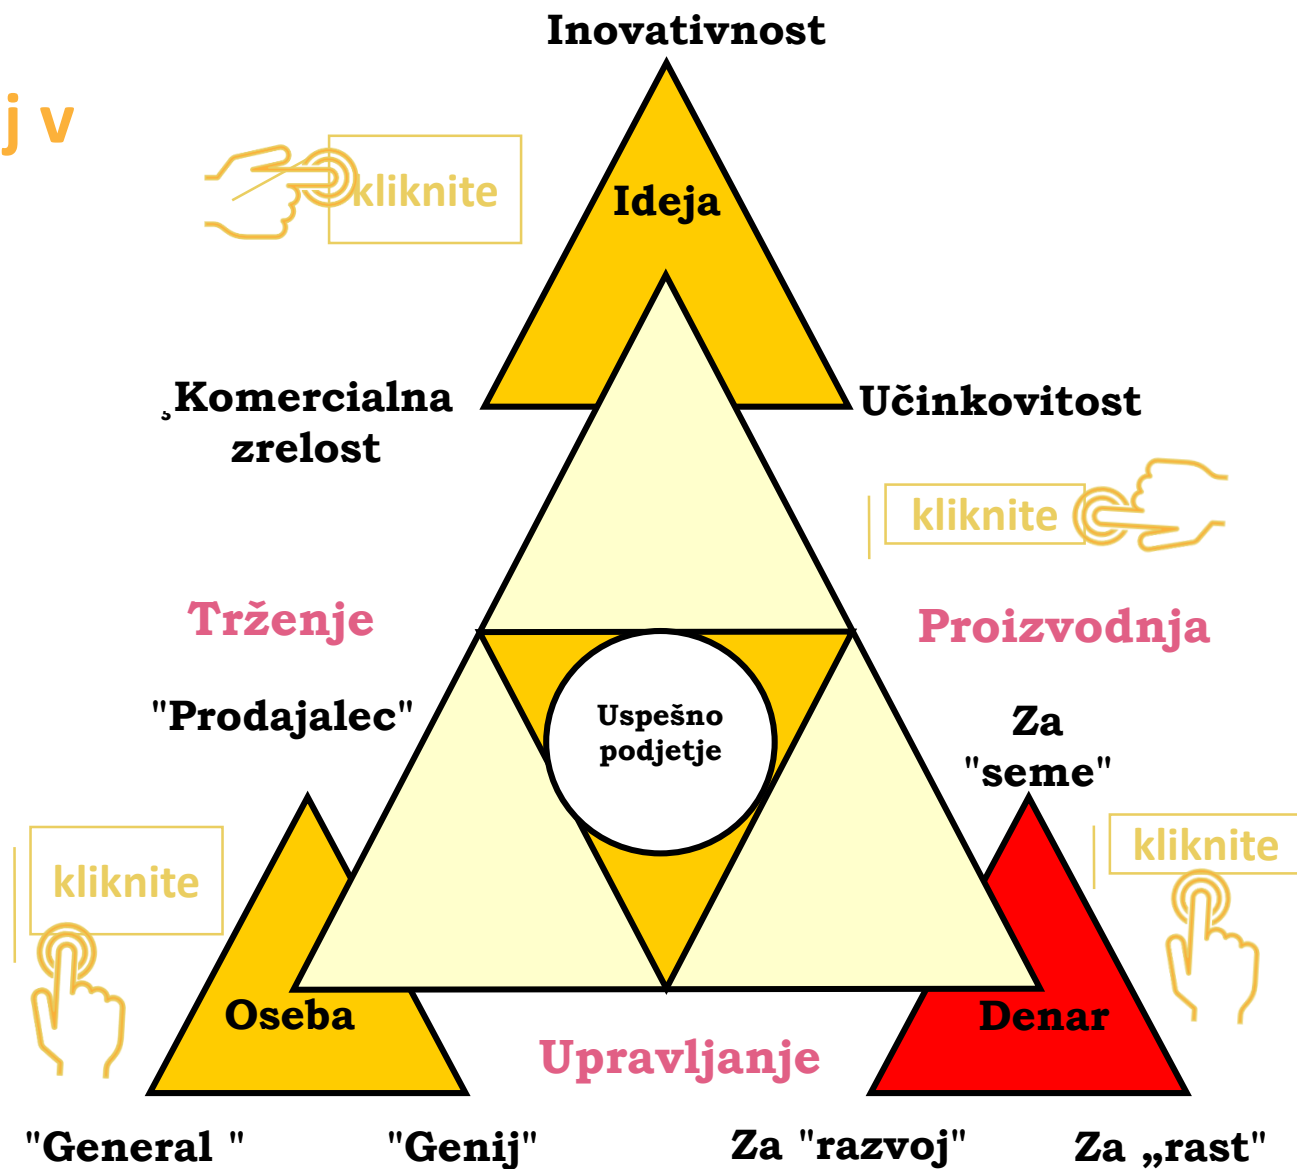 Inovativnost
j v
kliknite
Ideja
¸Komercialna
zrelost
Učinkovitost
kliknite
Trženje
Proizvodnja
"Prodajalec"
Uspešno
podjetje
Za
"seme"
kliknite
kliknite
Oseba
Denar
Upravljanje
"General "
"Genij"
Za "razvoj"
Za „rast"